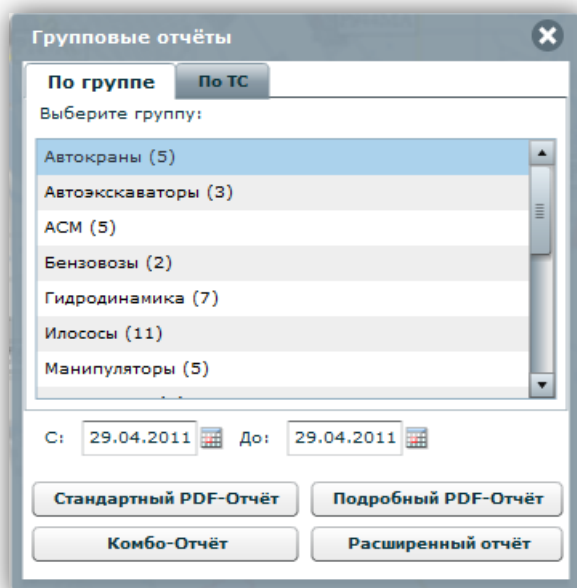 Групповые отчёты
По группе По ТС
Выберите группу:
Автокраны (5)
Автоэкскаваторы (3)
АСМ (5)
Бензовозы (2)
Гидродинамика (7)
Илососы (11)
Манипуляторы (5)
С: 29.04.2011 До: 29.04.2011
Стандартный PDF-Отчёт Подробный PDF-Отчёт
Комбо-Отчёт Расширенный отчёт